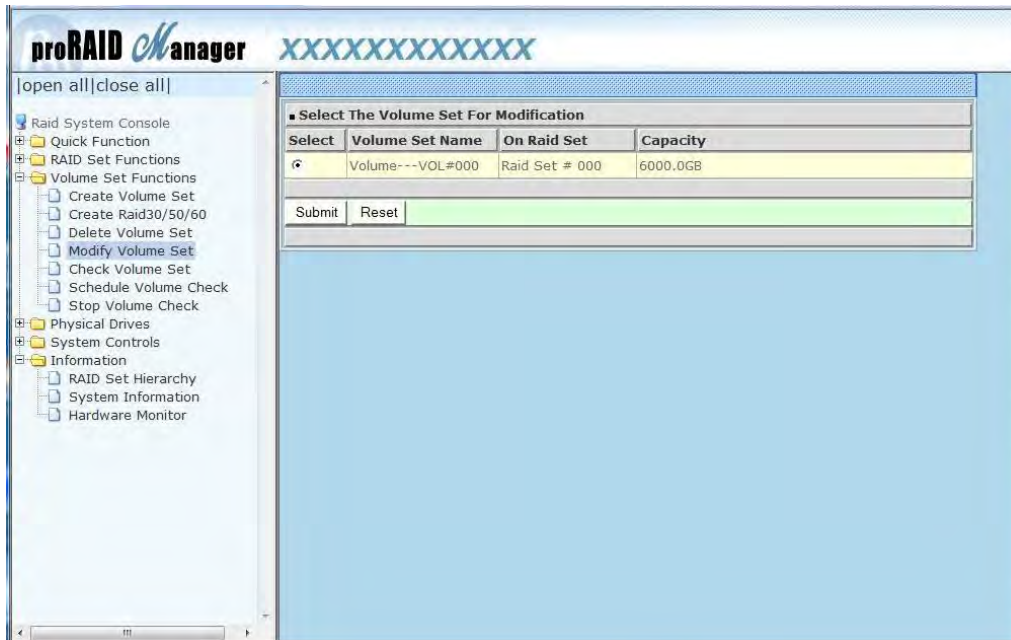 proRAID Manager XXXXXXXXXXXX
|open all|close all|
Raid System Console
Quick Function
RAID Set Functions
Volume Set Functions
Create Volume Set
Create Raid30/50/60
Delete Volume Set
Modify Volume Set
Check Volume Set
Schedule Volume Check
Stop Volume Check
Physical Drives
System Controls
Information
RAID Set Hierarchy
System Information
Hardware Monitor
Select The Volume Set For Modification
Select Volume Set Name On Raid Set Capacity
Volume---VOL#000 Raid Set # 000 6000.0GB
Submit Reset